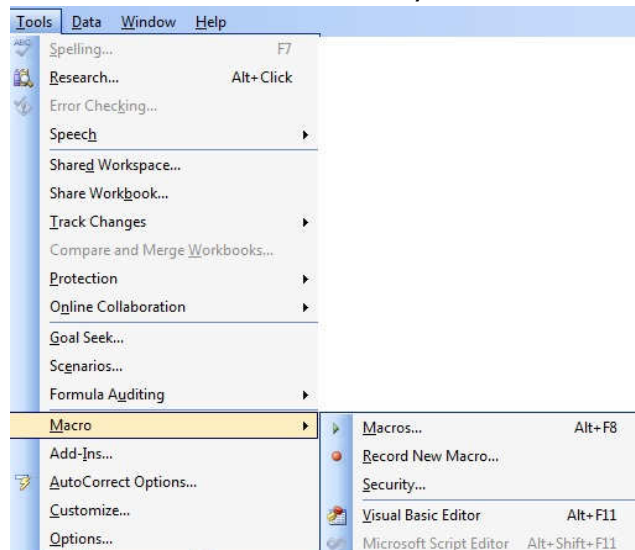 Tools Data Window Help
Spelling... F7
Research... Alt+Click
Error Checking...
Speech
Shared Workspace...
Share Workbook...
Track Changes
Compare and Merge Workbooks...
Protection
Online Collaboration
Goal Seek...
Scenarios...
Formula Auditing
Macro
Add-Ins...
AutoCorrect Options...
Customize...
Options...
Macros... Alt+F8
Record New Macro...
Security...
Visual Basic Editor Alt+F11
Microsoft Script Editor Alt+Shift+F11